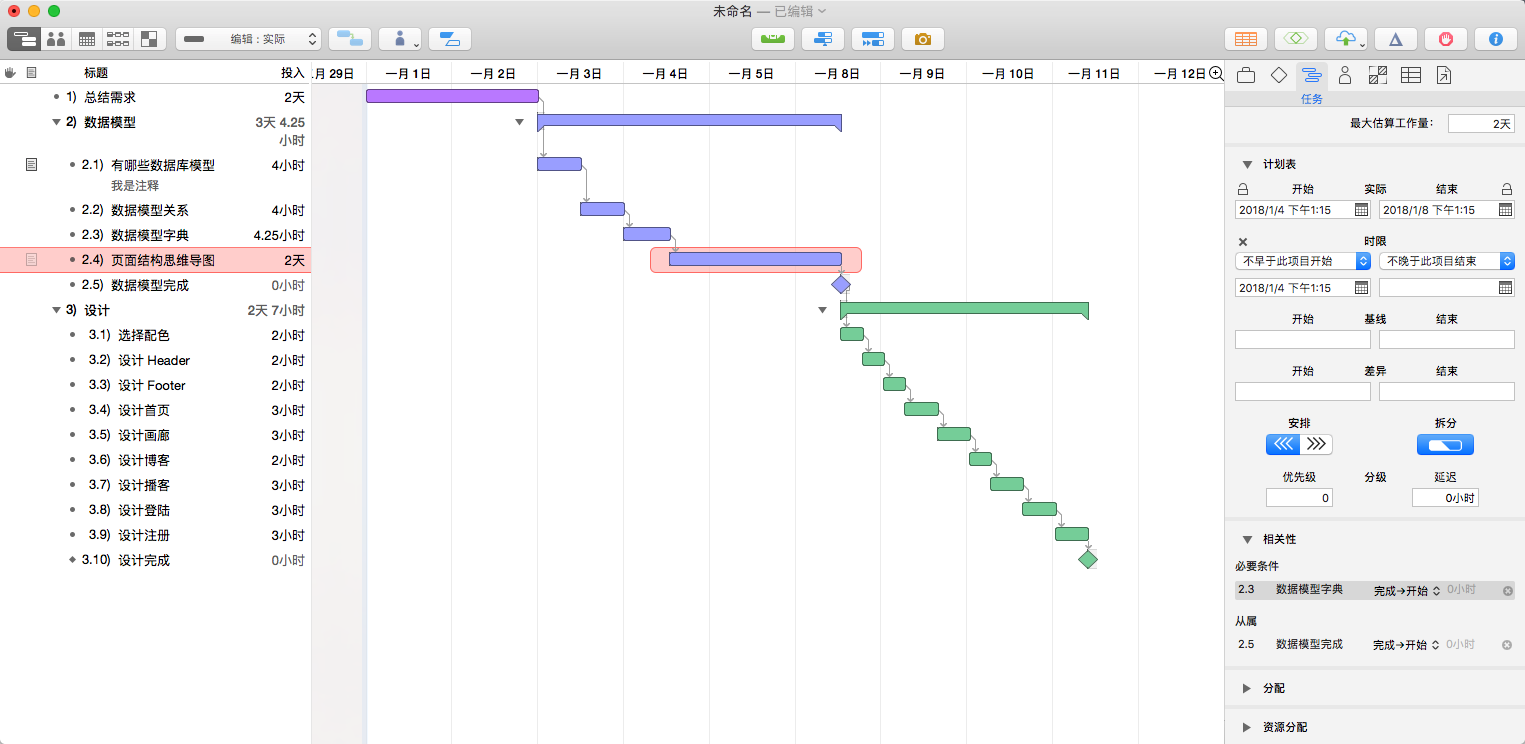 未命名 — 已编辑
编辑 : 实际
标题 投入
月 29日 一月 1日 一月 2日 一月 3日 一月 4日 一月 5日 一月 8日 一月 9日 一月 10日 一月 11日 一月 12日
1) 总结需求 2天
2) 数据模型 3天 4.25
小时
2.1) 有哪些数据库模型 4小时
我是注释
2.2) 数据模型关系 4小时
2.3) 数据模型字典 4.25小时
2.4) 页面结构思维导图 2天
2.5) 数据模型完成 0小时
3) 设计 2天 7小时
3.1) 选择配色 2小时
3.2) 设计 Header 2小时
3.3) 设计 Footer 2小时
3.4) 设计首页 3小时
3.5) 设计画廊 3小时
3.6) 设计博客 2小时
3.7) 设计播客 3小时
3.8) 设计登陆 3小时
3.9) 设计注册 3小时
3.10) 设计完成 0小时
任务
最大估算工作量： 2天
计划表
开始 实际 结束
2018/1/4 下午1:15 2018/1/8 下午1:15
时限
不早于此项目开始 不晚于此项目结束
2018/1/4 下午1:15
开始 基线 结束
开始 差异 结束
安排 拆分
优先级 分级 延迟
0 0小时
相关性
必要条件
2.3 数据模型字典 完成→开始 0小时
从属
2.5 数据模型完成 完成→开始 0小时
分配
资源分配